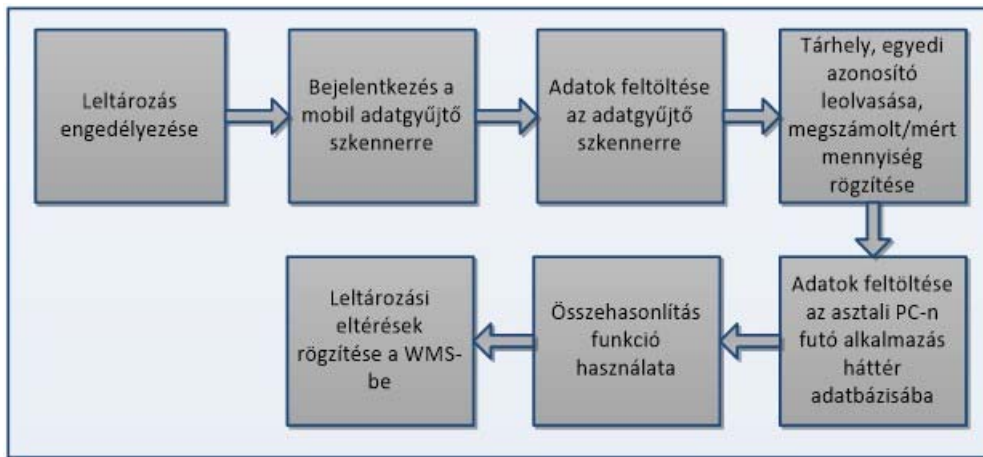 Leltározás
engedélyezése
Bejelentkezés a
mobil adatgyűjtő
szkennerre
Adatok feltöltése
az adatgyűjtő
szkennerre
Tárhely, egyedi
azonosító
leolvasása,
megszámolt/mért
mennyiség
rögzítése
Adatok feltöltése
az asztali PC-n
futó alkalmazás
háttér
adatbázisába
Összehasonlítás
funkció
használata
Leltározási
eltérések
rögzítése a WMS-
be